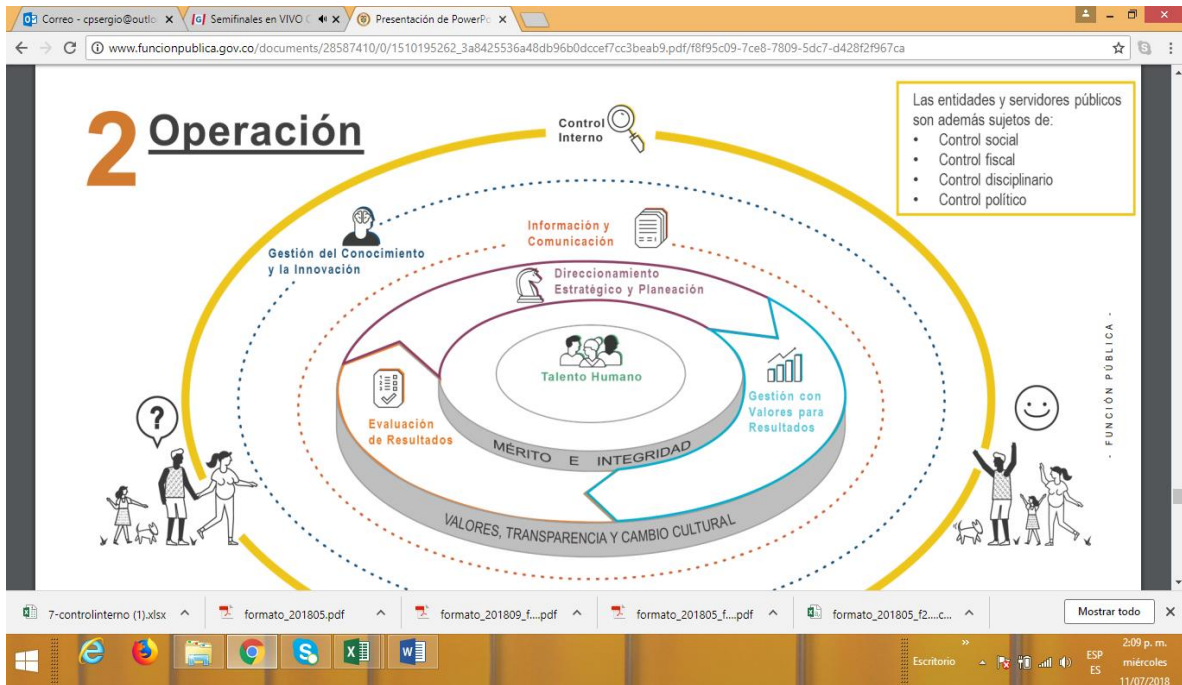 Correo - cpsergio@outlo
Semifinales en VIVO C
Presentación de PowerPo
www.funcionpublica.gov.co/documents/28587410/0/1510195262_3a8425536a48db96b0dccef7cc3beab9.pdf/f8f95c09-7ce8-7809-5dc7-d428f2f967ca
2 Operación
Control
Interno
Las entidades y servidores públicos
son además sujetos de:
• Control social
• Control fiscal
• Control disciplinario
• Control político
Gestión del Conocimiento
y la Innovación
Información y
Comunicación
Direccionamiento
Estratégico y Planeación
Talento Humano
Gestión con
Valores para
Resultados
Evaluación
de Resultados
MÉRITO E INTEGRIDAD
VALORES, TRANSPARENCIA Y CAMBIO CULTURAL
?
- FUNCIÓN PÚBLICA -
7-controlinterno (1).xlsx
formato_201805.pdf
formato_201809_f....pdf
formato_201805_f....pdf
formato_201805_f2....c...
Mostrar todo
Escritorio
ESP
ES
2:09 p. m.
miércoles
11/07/2018